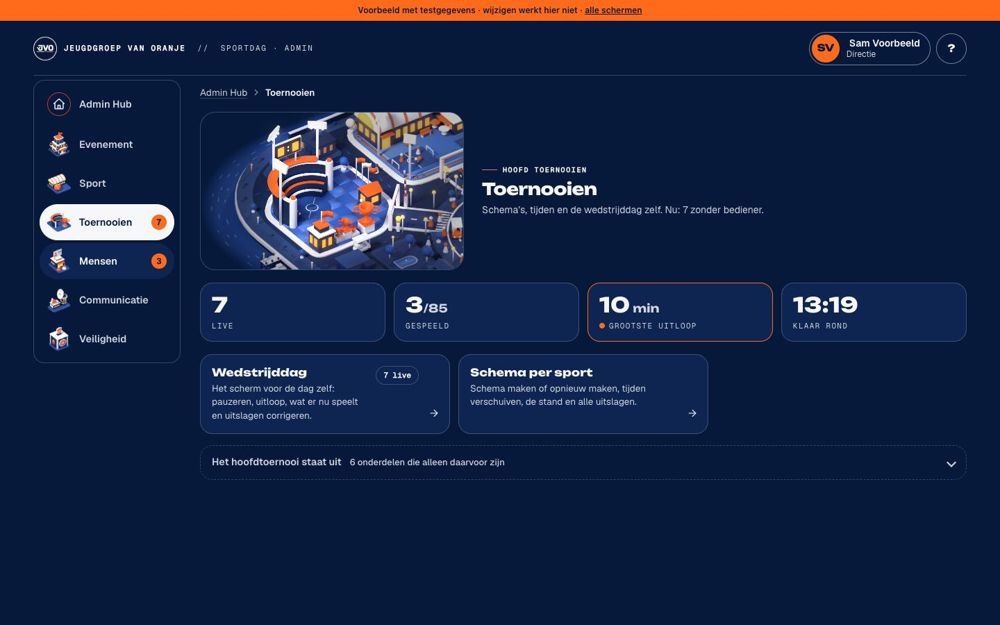 Voorbeeld met testgegevens · wijzigen werkt hier niet · alle schermen
JVO JEUGDGROEP VAN ORANJE // SPORTDAG · ADMIN
SV Sam Voorbeeld
Directie
?
Admin Hub
Evenement
Sport
Toernooien 7
Mensen 3
Communicatie
Veiligheid
Admin Hub > Toernooien
HOOFD TOERNOOIEN
Toernooien
Schema's, tijden en de wedstrijddag zelf. Nu: 7 zonder bediener.
7
LIVE
3/85
GESPEELD
10 min
GROOTSTE UITLOOP
13:19
KLAAR ROND
Wedstrijddag
7 live
Het scherm voor de dag zelf:
pauzeren, uitloop, wat er nu speelt
en uitslagen corrigeren.
→
Schema per sport
Schema maken of opnieuw maken, tijden
verschuiven, de stand en alle uitslagen.
→
Het hoofdtoernooi staat uit 6 onderdelen die alleen daarvoor zijn